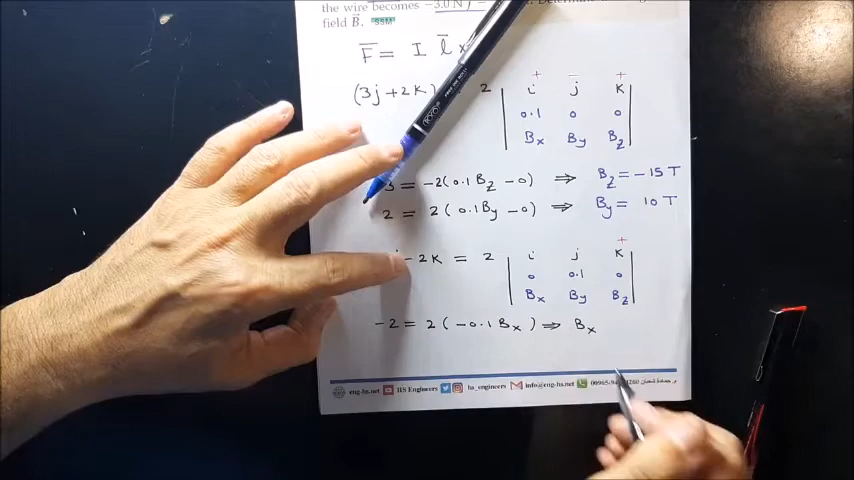 the wire becomes −3.0 N ĵ −
field B⃗. SSM
F̅ = I l̅ x
(3j + 2k) 2 | i j k |
+ − +
0.1 0 0
Bx By Bz
3 = −2(0.1 Bz − 0) ⇒ Bz = −15 T
2 = 2(0.1 By − 0) ⇒ By = 10 T
− 2k = 2 | i j k |
+
0 0.1 0
Bx By Bz
−2 = 2(−0.1 Bx) ⇒ Bx
eng-hs.net HS Engineers hs_engineers info@eng-hs.net